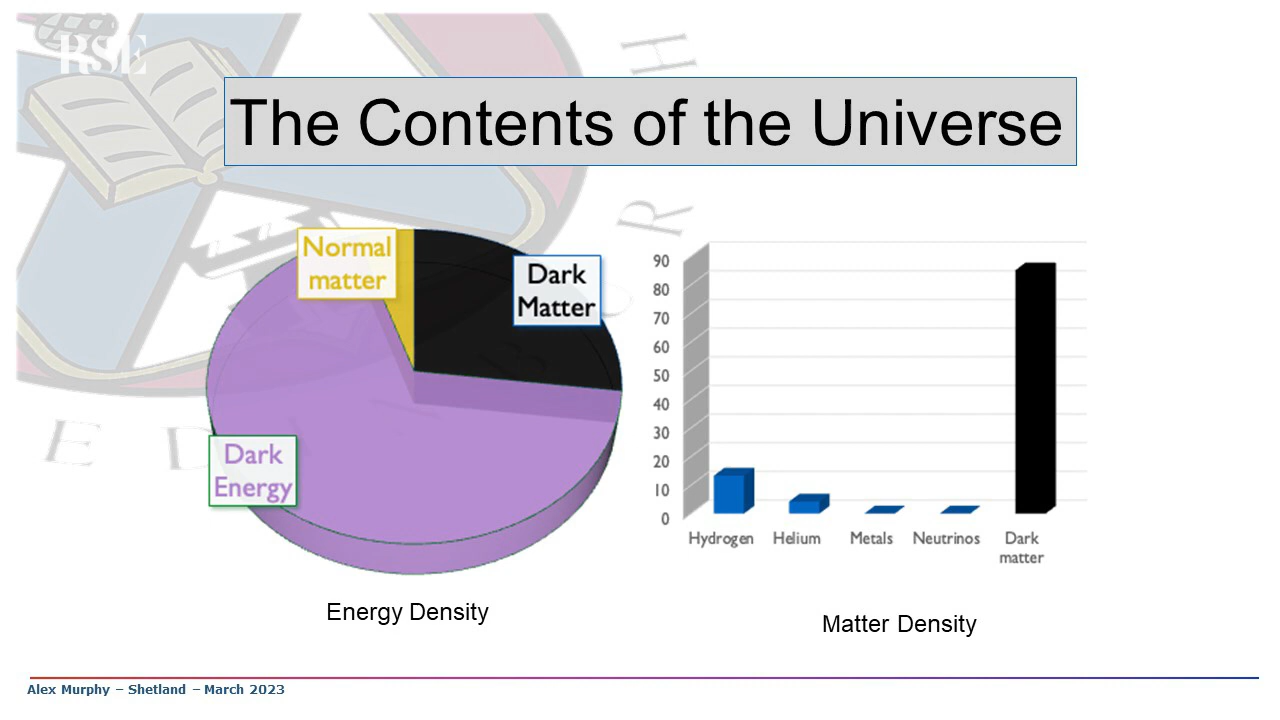 RSE
The Contents of the Universe
H
R
E D
Normal
matter
Dark
Matter
Dark
Energy
Energy Density
90
80
70
60
50
40
30
20
10
0
Hydrogen Helium Metals Neutrinos Dark
matter
Matter Density
Alex Murphy – Shetland – March 2023